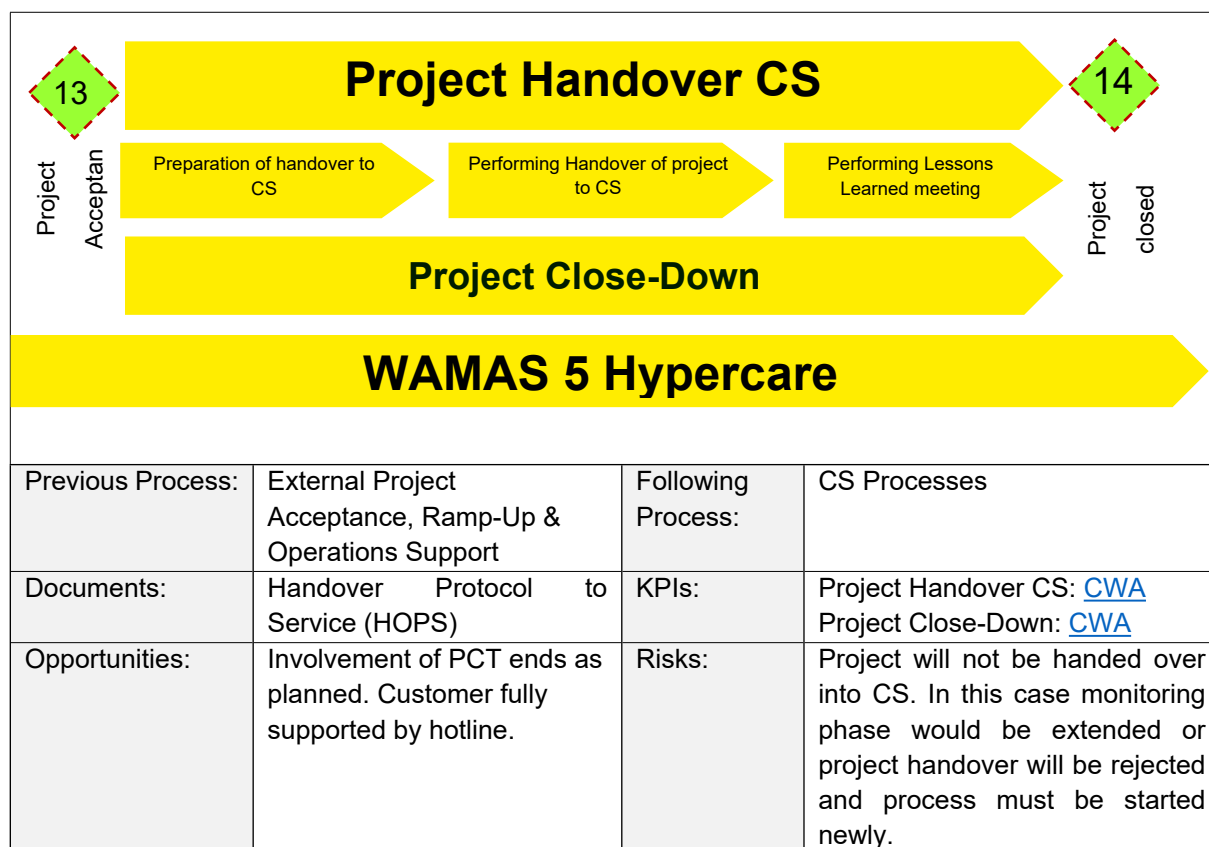 Project Handover CS
13
14
Project
Acceptan
Preparation of handover to
CS
Performing Handover of project
to CS
Performing Lessons
Learned meeting
Project
closed
Project Close-Down
WAMAS 5 Hypercare
Previous Process:
External Project
Acceptance, Ramp-Up &
Operations Support
Following
Process:
CS Processes
Documents:
Handover Protocol to
Service (HOPS)
KPIs:
Project Handover CS: CWA
Project Close-Down: CWA
Opportunities:
Involvement of PCT ends as
planned. Customer fully
supported by hotline.
Risks:
Project will not be handed over
into CS. In this case monitoring
phase would be extended or
project handover will be rejected
and process must be started
newly.